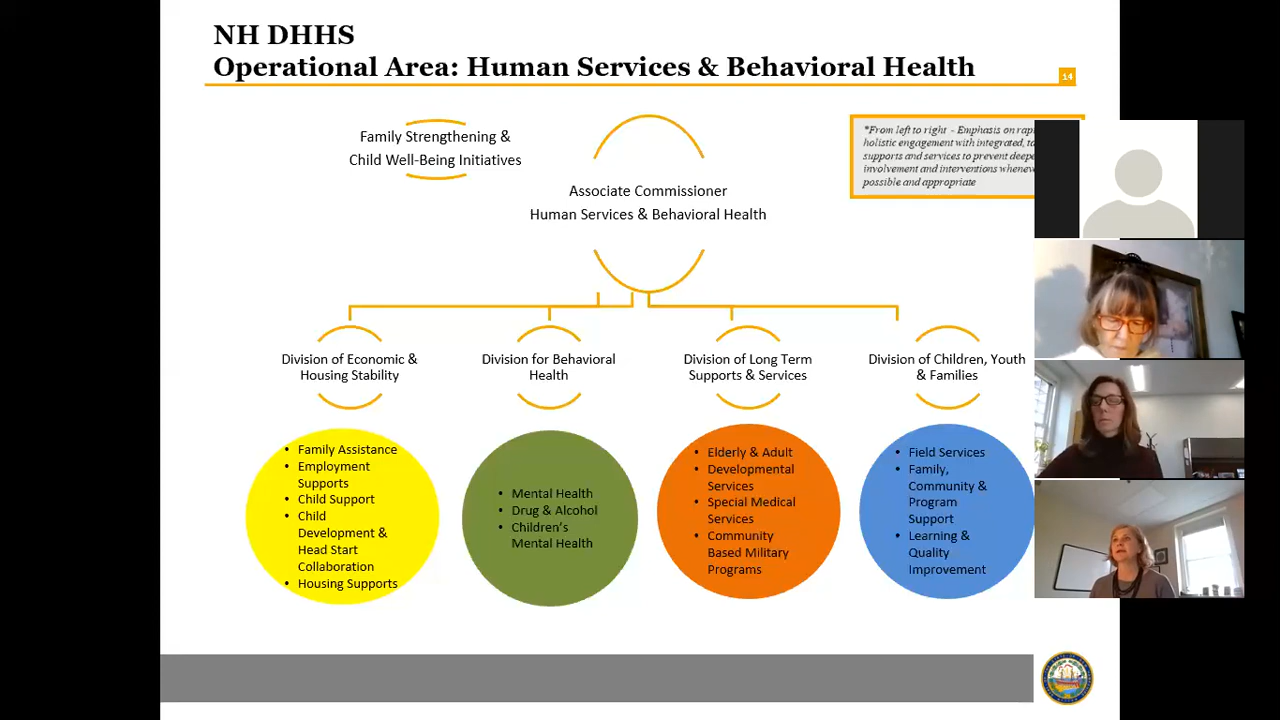 NH DHHS
Operational Area: Human Services & Behavioral Health
14
Family Strengthening &
Child Well-Being Initiatives
Associate Commissioner
Human Services & Behavioral Health
*From left to right - Emphasis on
holistic engagement with integrated,
supports and services to prevent
involvement and interventions
possible and appropriate
Division of Economic &
Housing Stability
Division for Behavioral
Health
Division of Long Term
Supports & Services
Division of Children, Youth
& Families
• Family Assistance
• Employment
Supports
• Child Support
• Child
Development &
Head Start
Collaboration
• Housing Supports
• Mental Health
• Drug & Alcohol
• Children's
Mental Health
• Elderly & Adult
• Developmental
Services
• Special Medical
Services
• Community
Based Military
Programs
• Field Services
• Family,
Community &
Program
Support
• Learning &
Quality
Improvement